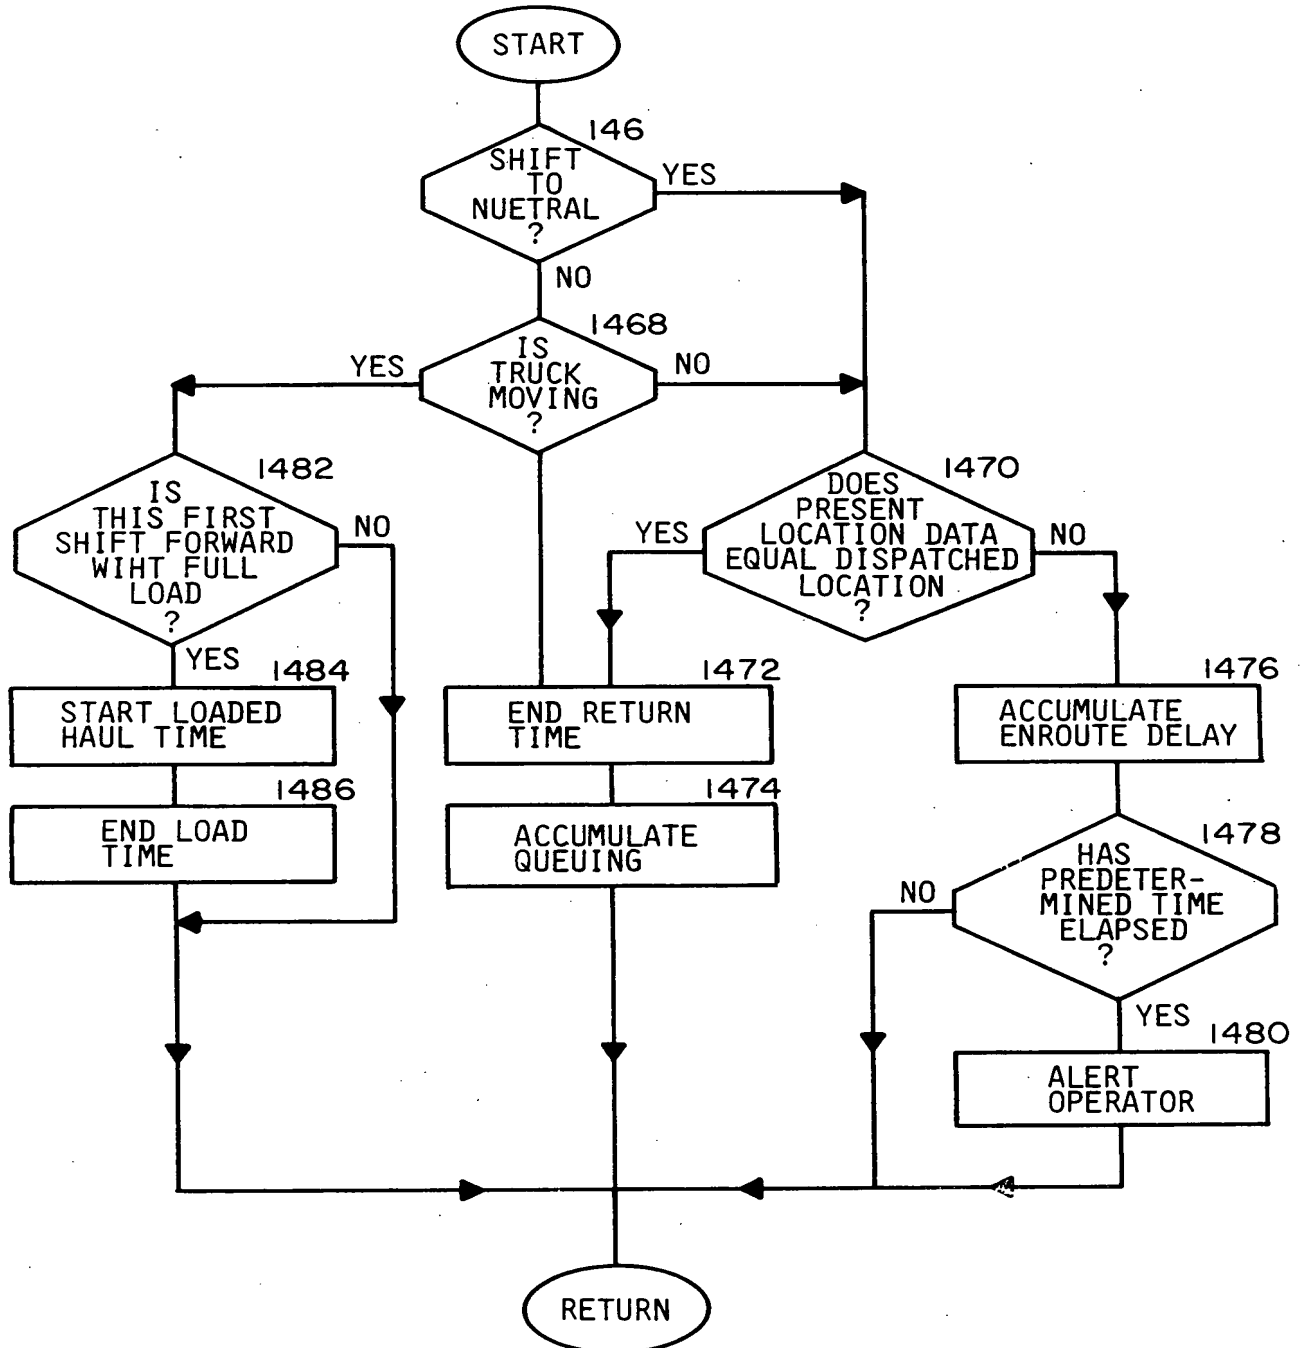 START
146
SHIFT
TO
NUETRAL
?
YES
NO
1468
IS
TRUCK
MOVING
?
YES
NO
1482
IS
THIS FIRST
SHIFT FORWARD
WIHT FULL
LOAD
?
NO
YES
1470
DOES
PRESENT
LOCATION DATA
EQUAL DISPATCHED
LOCATION
?
YES
NO
1484
START LOADED
HAUL TIME
1472
END RETURN
TIME
1476
ACCUMULATE
ENROUTE DELAY
1486
END LOAD
TIME
1474
ACCUMULATE
QUEUING
1478
HAS
PREDETER-
MINED TIME
ELAPSED
?
NO
YES
1480
ALERT
OPERATOR
RETURN